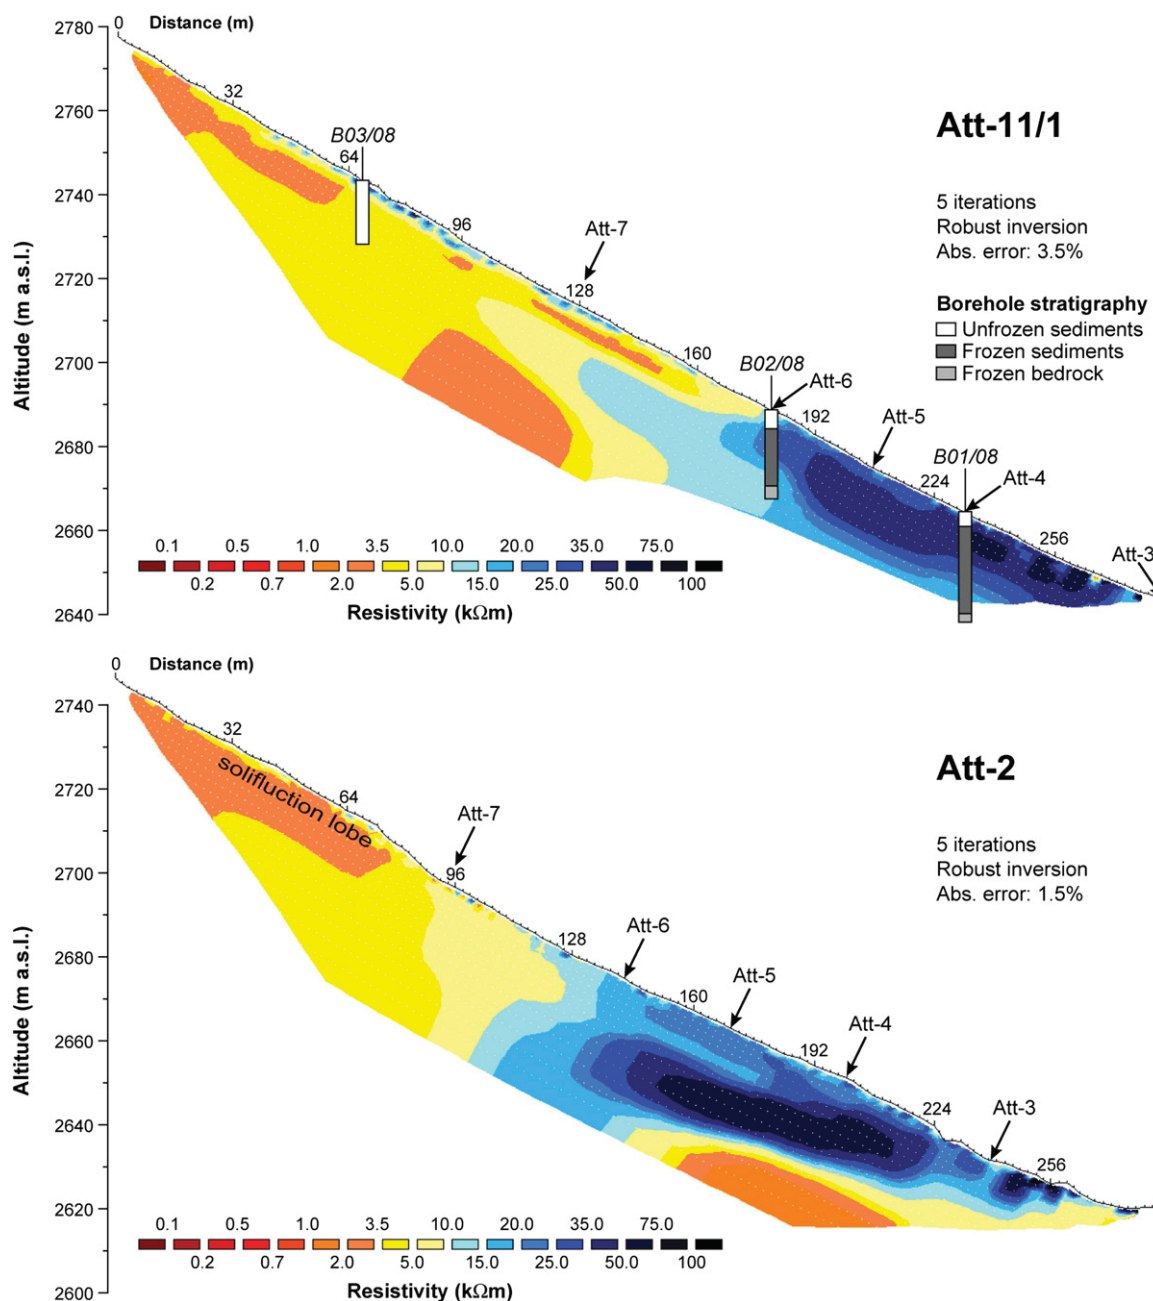 0 Distance (m)
2780
2760
2740
2720
2700
2680
2660
2640
Altitude (m a.s.l.)
32
64
96
128
160
192
224
256
B03/08
Att-7
B02/08
Att-6
Att-5
B01/08
Att-4
Att-3
Att-11/1
5 iterations
Robust inversion
Abs. error: 3.5%
Borehole stratigraphy
Unfrozen sediments
Frozen sediments
Frozen bedrock
0.1 0.5 1.0 3.5 10.0 20.0 35.0 75.0
0.2 0.7 2.0 5.0 15.0 25.0 50.0 100
Resistivity (kΩm)
0 Distance (m)
2740
2720
2700
2680
2660
2640
2620
2600
Altitude (m a.s.l.)
32
64
96
128
160
192
224
256
solifluction lobe
Att-7
Att-6
Att-5
Att-4
Att-3
Att-2
5 iterations
Robust inversion
Abs. error: 1.5%
0.1 0.5 1.0 3.5 10.0 20.0 35.0 75.0
0.2 0.7 2.0 5.0 15.0 25.0 50.0 100
Resistivity (kΩm)